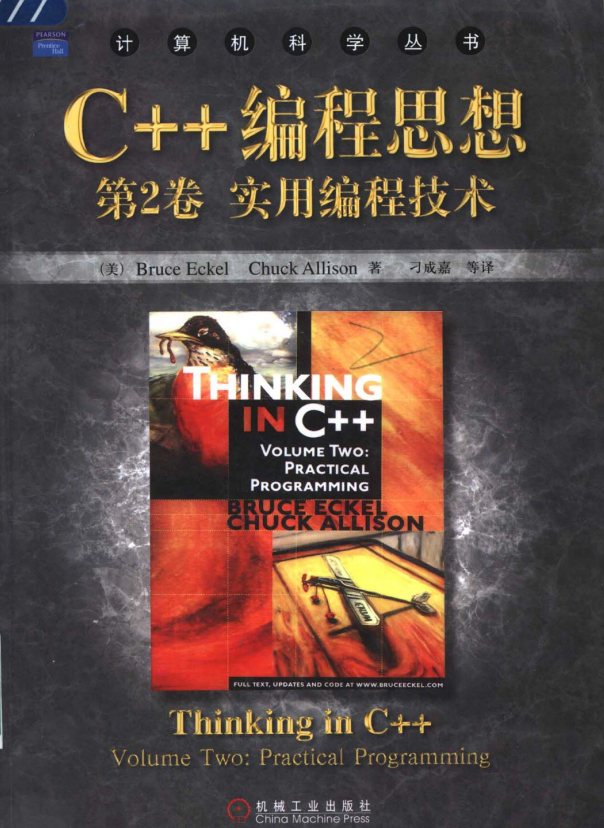 PEARSON
Prentice
Hall
计 算 机 科 学 丛 书
C++编程思想
第2卷 实用编程技术
(美) Bruce Eckel Chuck Allison 著 刁成嘉 等译
THINKING
IN C++
VOLUME TWO:
PRACTICAL
PROGRAMMING
BRUCE ECKEL
CHUCK ALLISON
FULL TEXT, UPDATES AND CODE AT WWW.BRUCEECKEL.COM
Thinking in C++
Volume Two: Practical Programming
机械工业出版社
China Machine Press